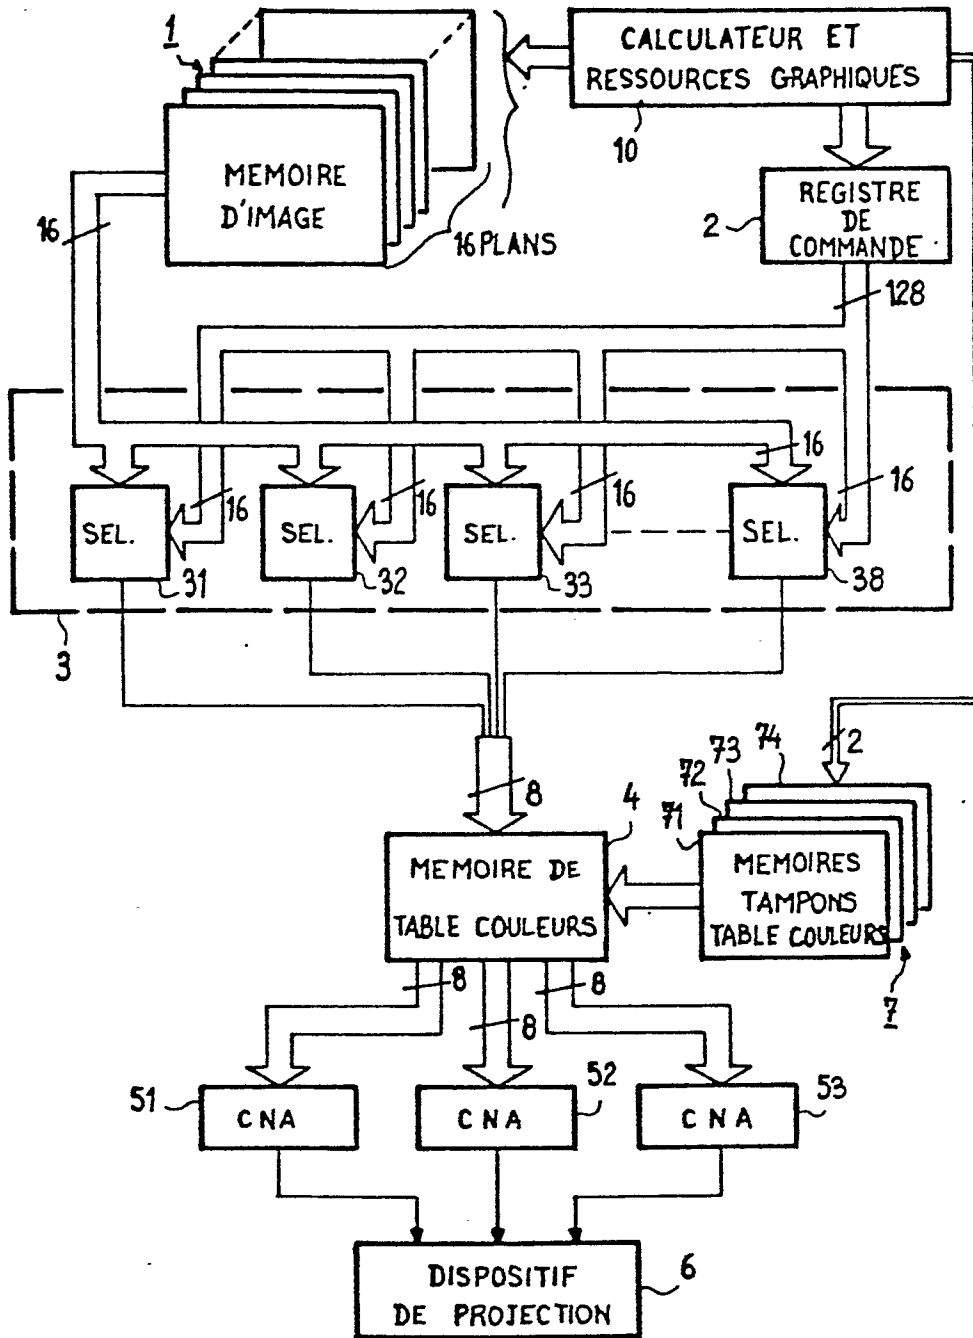 1
CALCULATEUR ET
RESSOURCES GRAPHIQUES
10
MEMOIRE
D'IMAGE
16 PLANS
16
2
REGISTRE
DE
COMMANDE
128
16
16
16
16
16
SEL.
SEL.
SEL.
SEL.
31
32
33
38
3
8
4
2
71
72
73
74
MEMOIRE DE
TABLE COULEURS
MEMOIRES
TAMPONS
TABLE COULEURS
7
8
8
8
51
52
53
CNA
CNA
CNA
DISPOSITIF
DE PROJECTION
6